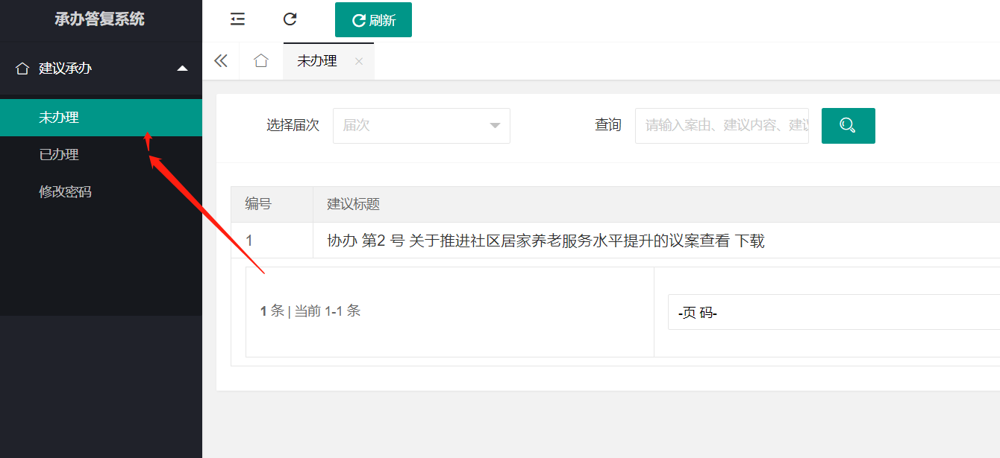 承办答复系统
刷新
建议承办
未办理
未办理
已办理
修改密码
选择届次
届次
查询
请输入案由、建议内容、建议
编号
建议标题
1
协办 第2 号 关于推进社区居家养老服务水平提升的议案查看 下载
1 条 | 当前 1-1 条
-页 码-